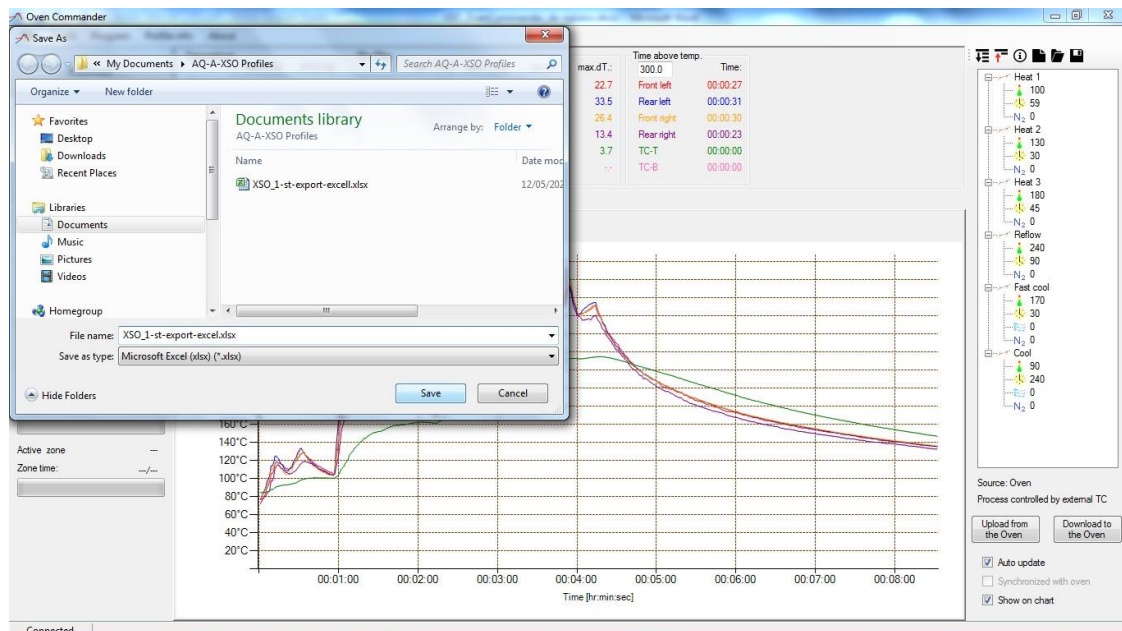 Oven Commander
Save As
« My Documents ▸ AQ-A-XSO Profiles
Search AQ-A-XSO Profiles
Organize
New folder
Favorites
Desktop
Downloads
Recent Places
Libraries
Documents
Music
Pictures
Videos
Homegroup
Documents library
AQ-A-XSO Profiles
Arrange by: Folder
Name
Date mod
XSO_1-st-export-excell.xlsx
12/05/202
File name: XSO_1-st-export-excel.xlsx
Save as type: Microsoft Excel (xlsx) (*.xlsx)
Hide Folders
Save
Cancel
Time above temp.
max.dT.: 300.0 Time:
22.7 Front left 00:00:27
33.5 Rear left 00:00:31
26.4 Front right 00:00:30
13.4 Rear right 00:00:23
3.7 TC-T 00:00:00
-.- TC-B 00:00:00
Active zone ---
Zone time: ---/---
160°C
140°C
120°C
100°C
80°C
60°C
40°C
20°C
00:01:00 00:02:00 00:03:00 00:04:00 00:05:00 00:06:00 00:07:00 00:08:00
Time [hr:min:sec]
Heat 1
100
59
N2 0
Heat 2
130
30
N2 0
Heat 3
180
45
N2 0
Reflow
240
90
N2 0
Fast cool
170
30
0
N2 0
Cool
90
240
0
N2 0
Source: Oven
Process controlled by external TC
Upload from
the Oven
Download to
the Oven
Auto update
Synchronized with oven
Show on chart
Connected